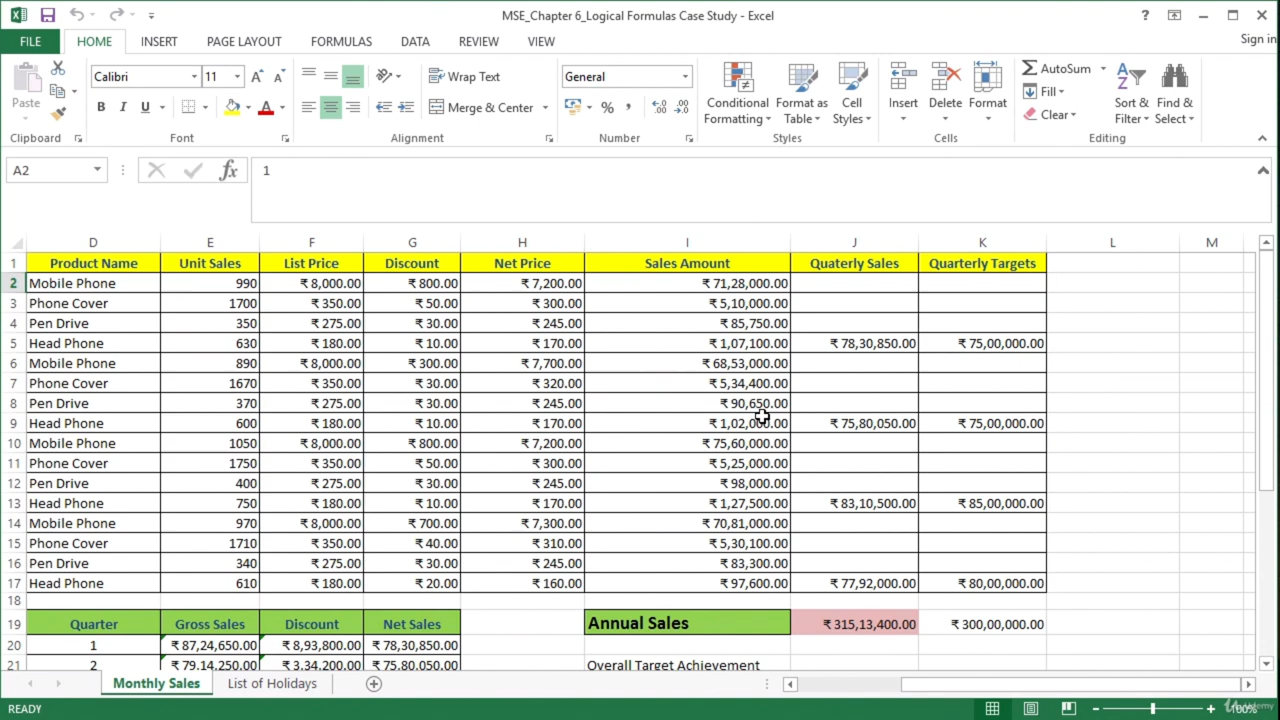 MSE_Chapter 6_Logical Formulas Case Study - Excel
Sign in
FILE HOME INSERT PAGE LAYOUT FORMULAS DATA REVIEW VIEW
Paste
Calibri 11
B I U
Wrap Text
Merge & Center
General
% ,
Conditional Formatting
Format as Table
Cell Styles
Insert Delete Format
AutoSum
Fill
Clear
Sort & Filter
Find & Select
Clipboard Font Alignment Number Styles Cells Editing
A2 fx 1
D E F G H I J K L M
1 Product Name Unit Sales List Price Discount Net Price Sales Amount Quaterly Sales Quarterly Targets
2 Mobile Phone 990 ₹ 8,000.00 ₹ 800.00 ₹ 7,200.00 ₹ 71,28,000.00
3 Phone Cover 1700 ₹ 350.00 ₹ 50.00 ₹ 300.00 ₹ 5,10,000.00
4 Pen Drive 350 ₹ 275.00 ₹ 30.00 ₹ 245.00 ₹ 85,750.00
5 Head Phone 630 ₹ 180.00 ₹ 10.00 ₹ 170.00 ₹ 1,07,100.00 ₹ 78,30,850.00 ₹ 75,00,000.00
6 Mobile Phone 890 ₹ 8,000.00 ₹ 300.00 ₹ 7,700.00 ₹ 68,53,000.00
7 Phone Cover 1670 ₹ 350.00 ₹ 30.00 ₹ 320.00 ₹ 5,34,400.00
8 Pen Drive 370 ₹ 275.00 ₹ 30.00 ₹ 245.00 ₹ 90,650.00
9 Head Phone 600 ₹ 180.00 ₹ 10.00 ₹ 170.00 ₹ 1,02,000.00 ₹ 75,80,050.00 ₹ 75,00,000.00
10 Mobile Phone 1050 ₹ 8,000.00 ₹ 800.00 ₹ 7,200.00 ₹ 75,60,000.00
11 Phone Cover 1750 ₹ 350.00 ₹ 50.00 ₹ 300.00 ₹ 5,25,000.00
12 Pen Drive 400 ₹ 275.00 ₹ 30.00 ₹ 245.00 ₹ 98,000.00
13 Head Phone 750 ₹ 180.00 ₹ 10.00 ₹ 170.00 ₹ 1,27,500.00 ₹ 83,10,500.00 ₹ 85,00,000.00
14 Mobile Phone 970 ₹ 8,000.00 ₹ 700.00 ₹ 7,300.00 ₹ 70,81,000.00
15 Phone Cover 1710 ₹ 350.00 ₹ 40.00 ₹ 310.00 ₹ 5,30,100.00
16 Pen Drive 340 ₹ 275.00 ₹ 30.00 ₹ 245.00 ₹ 83,300.00
17 Head Phone 610 ₹ 180.00 ₹ 20.00 ₹ 160.00 ₹ 97,600.00 ₹ 77,92,000.00 ₹ 80,00,000.00
18
19 Quarter Gross Sales Discount Net Sales Annual Sales ₹ 315,13,400.00 ₹ 300,00,000.00
20 1 ₹ 87,24,650.00 ₹ 8,93,800.00 ₹ 78,30,850.00
21 2 ₹ 79,14,250.00 ₹ 3,34,200.00 ₹ 75,80,050.00 Overall Target Achievement
Monthly Sales List of Holidays
READY 100%
Udemy